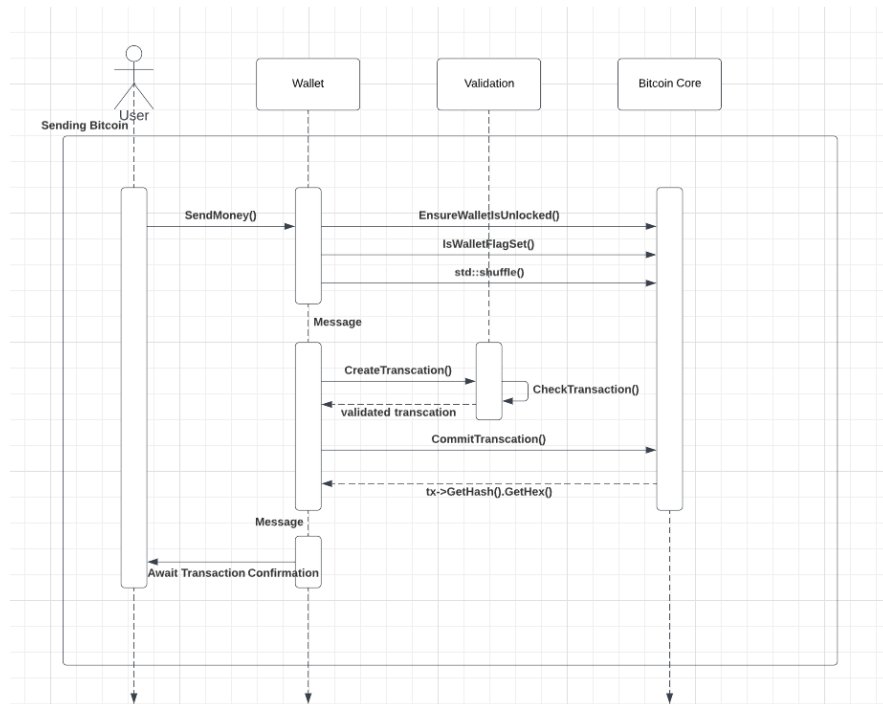 Wallet
Validation
Bitcoin Core
User
Sending Bitcoin
SendMoney()
EnsureWalletIsUnlocked()
IsWalletFlagSet()
std::shuffle()
Message
CreateTranscation()
CheckTransaction()
validated transcation
CommitTranscation()
tx->GetHash().GetHex()
Message
Await Transaction Confirmation